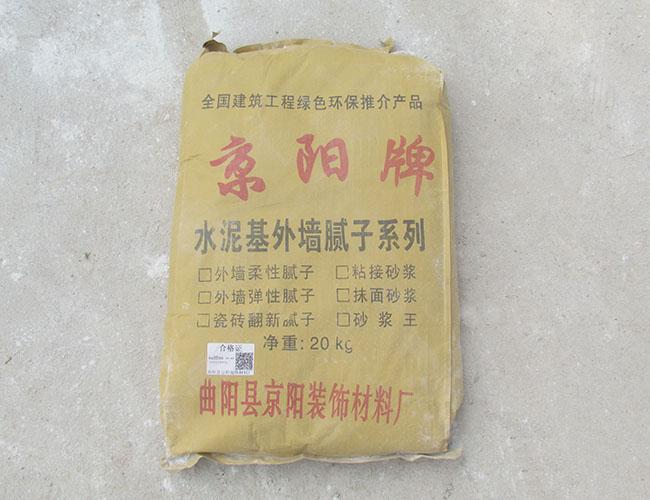 全国建筑工程绿色环保推介产品
京阳牌
水泥基外墙腻子系列
□外墙柔性腻子 □粘接砂浆
□外墙弹性腻子 □抹面砂浆
□瓷砖翻新腻子 □砂浆王
净重：20 kg
合格证
曲阳县京阳装饰材料厂